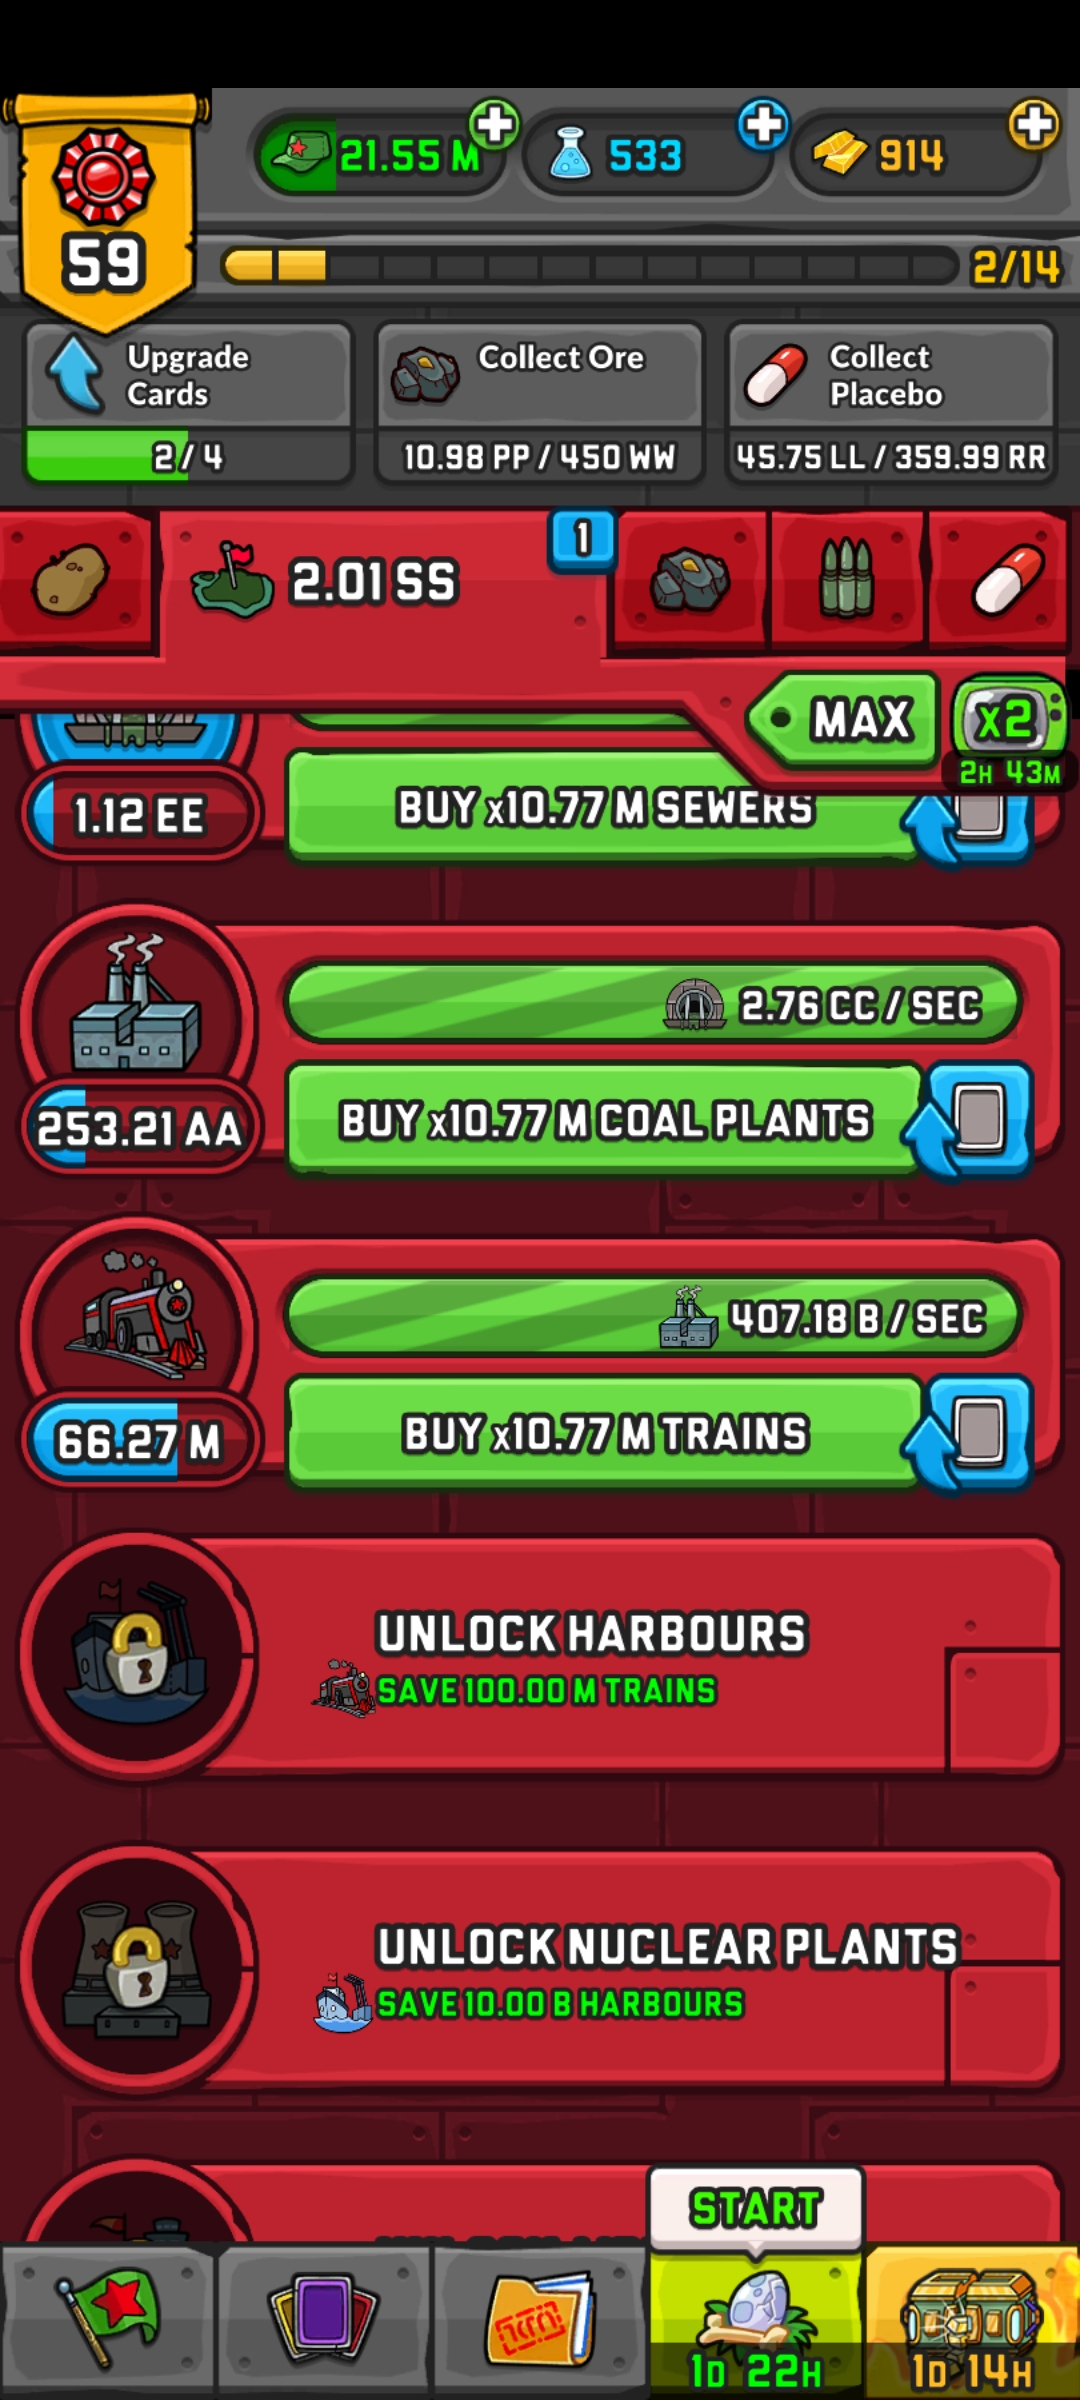 21.55 M
533
914
59
2/14
Upgrade
Cards
2/4
Collect Ore
10.98 PP / 450 WW
Collect
Placebo
45.75 LL / 359.99 RR
2.01 SS
1
MAX
x2
2H 43M
1.12 EE
BUY x10.77 M SEWERS
2.76 CC / SEC
253.21 AA
BUY x10.77 M COAL PLANTS
407.18 B / SEC
66.27 M
BUY x10.77 M TRAINS
UNLOCK HARBOURS
SAVE 100.00 M TRAINS
UNLOCK NUCLEAR PLANTS
SAVE 10.00 B HARBOURS
START
1D 22H
1D 14H